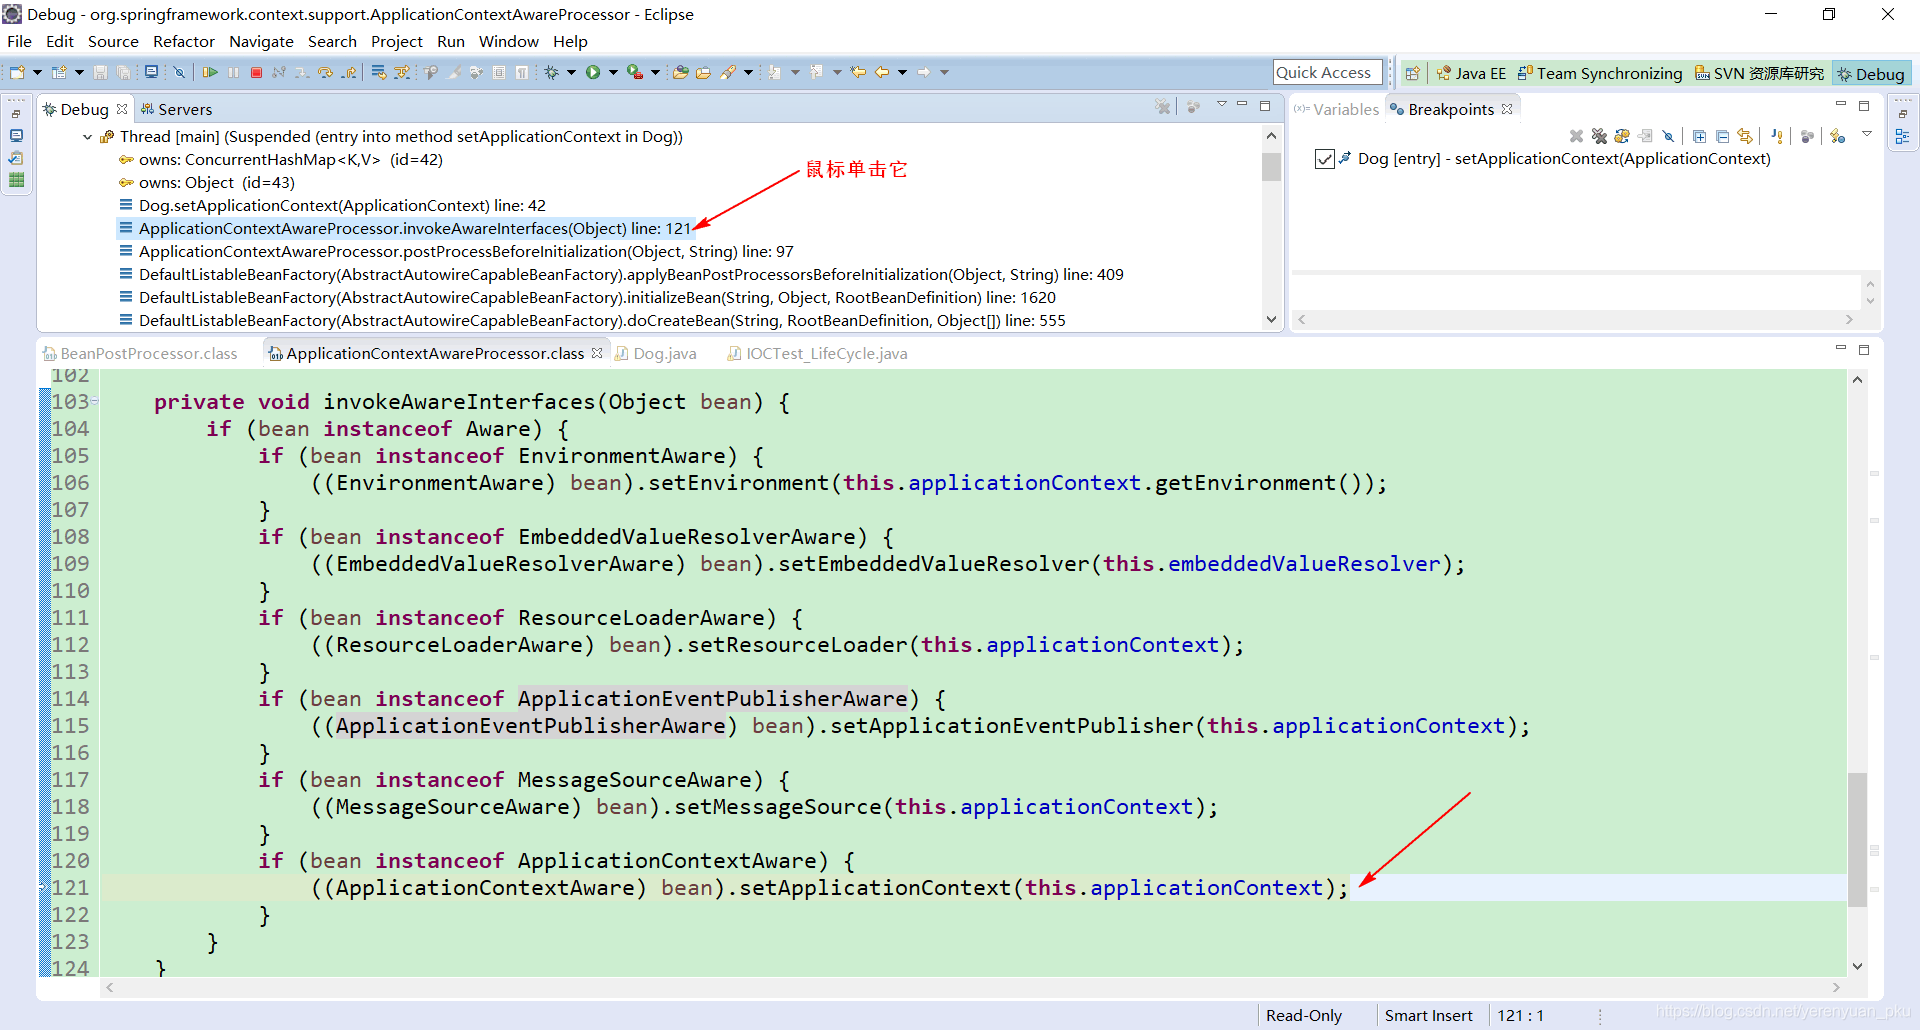 Debug - org.springframework.context.support.ApplicationContextAwareProcessor - Eclipse
File Edit Source Refactor Navigate Search Project Run Window Help
Quick Access
Java EE Team Synchronizing SVN 资源库研究 Debug
Debug Servers
Thread [main] (Suspended (entry into method setApplicationContext in Dog))
owns: ConcurrentHashMap<K,V> (id=42)
owns: Object (id=43)
Dog.setApplicationContext(ApplicationContext) line: 42
ApplicationContextAwareProcessor.invokeAwareInterfaces(Object) line: 121
ApplicationContextAwareProcessor.postProcessBeforeInitialization(Object, String) line: 97
DefaultListableBeanFactory(AbstractAutowireCapableBeanFactory).applyBeanPostProcessorsBeforeInitialization(Object, String) line: 409
DefaultListableBeanFactory(AbstractAutowireCapableBeanFactory).initializeBean(String, Object, RootBeanDefinition) line: 1620
DefaultListableBeanFactory(AbstractAutowireCapableBeanFactory).doCreateBean(String, RootBeanDefinition, Object[]) line: 555
鼠标单击它
(x)= Variables Breakpoints
Dog [entry] - setApplicationContext(ApplicationContext)
BeanPostProcessor.class ApplicationContextAwareProcessor.class Dog.java IOCTest_LifeCycle.java
102
103 private void invokeAwareInterfaces(Object bean) {
104 if (bean instanceof Aware) {
105 if (bean instanceof EnvironmentAware) {
106 ((EnvironmentAware) bean).setEnvironment(this.applicationContext.getEnvironment());
107 }
108 if (bean instanceof EmbeddedValueResolverAware) {
109 ((EmbeddedValueResolverAware) bean).setEmbeddedValueResolver(this.embeddedValueResolver);
110 }
111 if (bean instanceof ResourceLoaderAware) {
112 ((ResourceLoaderAware) bean).setResourceLoader(this.applicationContext);
113 }
114 if (bean instanceof ApplicationEventPublisherAware) {
115 ((ApplicationEventPublisherAware) bean).setApplicationEventPublisher(this.applicationContext);
116 }
117 if (bean instanceof MessageSourceAware) {
118 ((MessageSourceAware) bean).setMessageSource(this.applicationContext);
119 }
120 if (bean instanceof ApplicationContextAware) {
121 ((ApplicationContextAware) bean).setApplicationContext(this.applicationContext);
122 }
123 }
124 }
Read-Only Smart Insert 121 : 1
https://blog.csdn.net/yerenyuan_pku